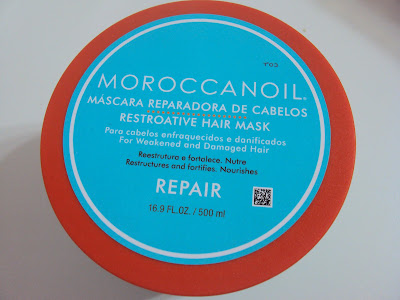 MOROCCANOIL®
MÁSCARA REPARADORA DE CABELOS
RESTROATIVE HAIR MASK
Para cabelos enfraquecidos e danificados
For Weakened and Damaged Hair
Reestrutura e fortalece. Nutre
Restructures and fortifies. Nourishes
REPAIR
16.9 FL.OZ. / 500 ml